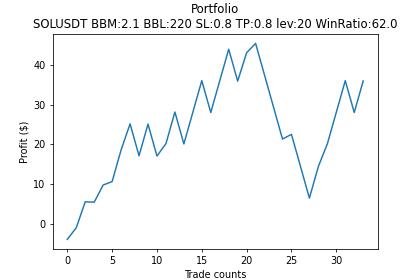 Portfolio
SOLUSDT BBM:2.1 BBL:220 SL:0.8 TP:0.8 lev:20 WinRatio:62.0
Profit ($)
40
30
20
10
0
0 5 10 15 20 25 30
Trade counts